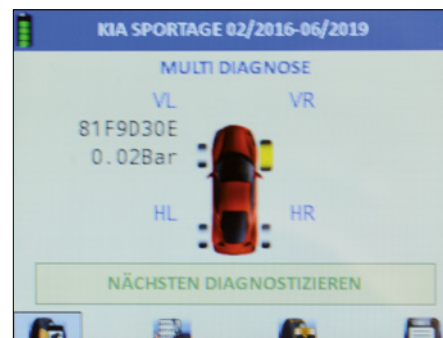 KIA SPORTAGE 02/2016-06/2019
MULTI DIAGNOSE
VL VR
81F9D30E
0.02Bar
HL HR
NÄCHSTEN DIAGNOSTIZIEREN